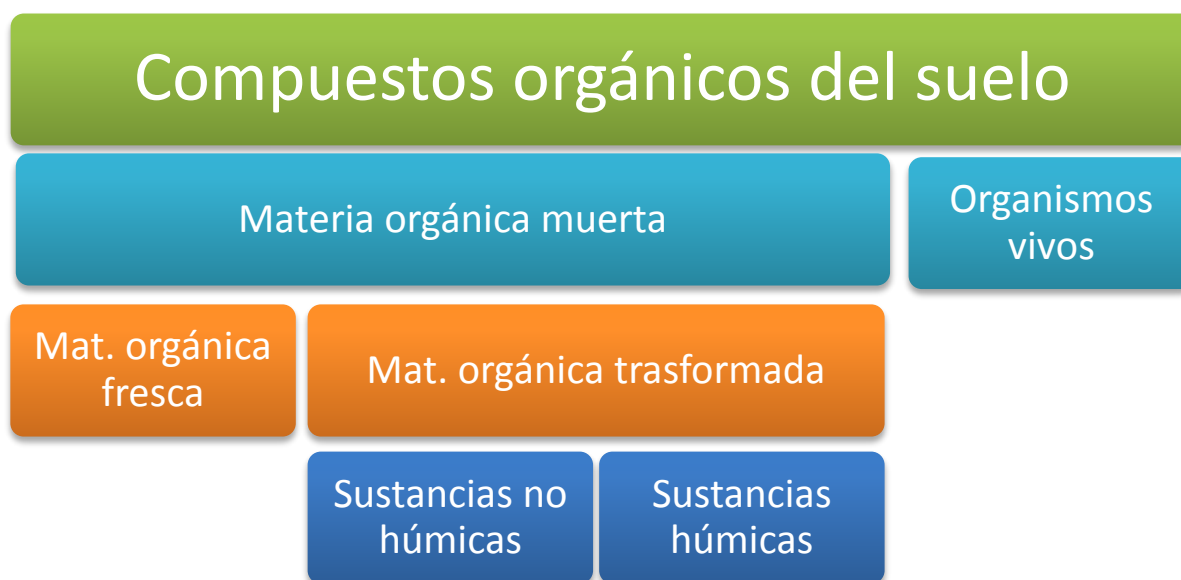 Compuestos orgánicos del suelo
Materia orgánica muerta
Organismos
vivos
Mat. orgánica
fresca
Mat. orgánica trasformada
Sustancias no
húmicas
Sustancias
húmicas